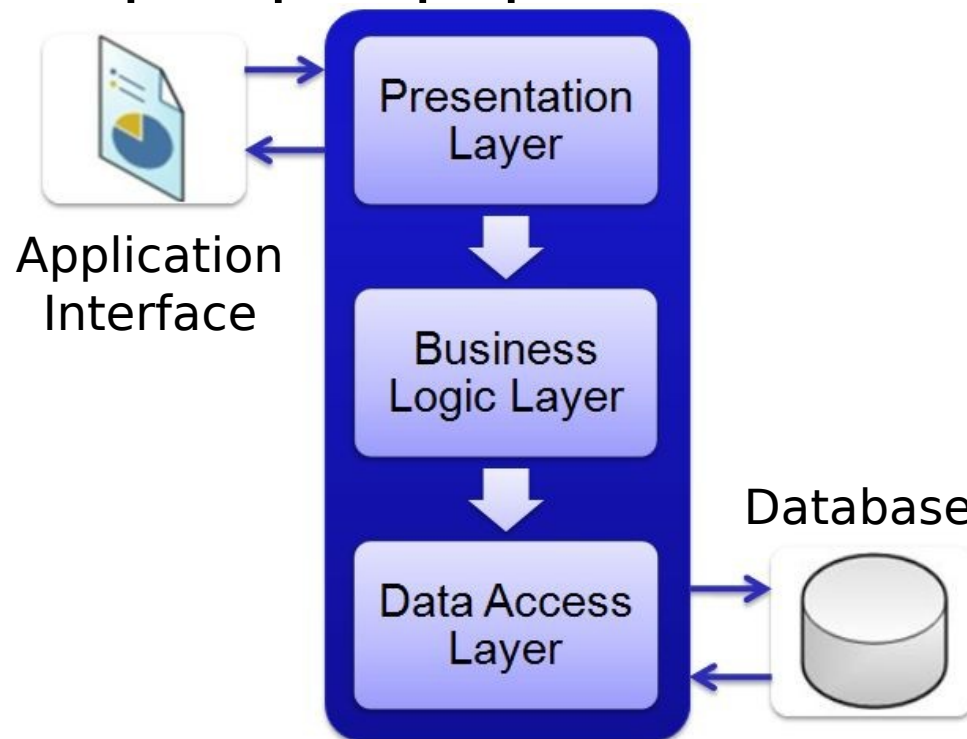 Presentation
Layer
Application
Interface
Business
Logic Layer
Database
Data Access
Layer